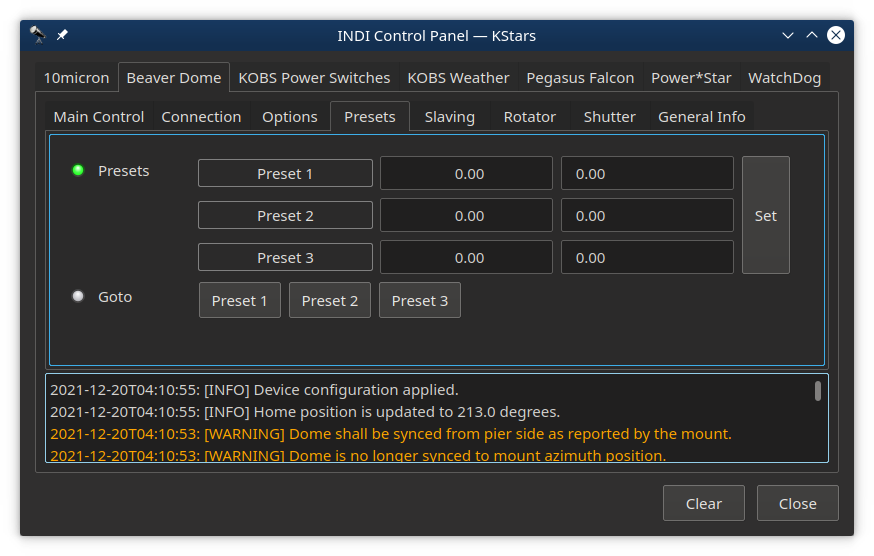 INDI Control Panel — KStars
10micron Beaver Dome KOBS Power Switches KOBS Weather Pegasus Falcon Power*Star WatchDog
Main Control Connection Options Presets Slaving Rotator Shutter General Info
Presets Preset 1 0.00 0.00
Preset 2 0.00 0.00 Set
Preset 3 0.00 0.00
Goto Preset 1 Preset 2 Preset 3
2021-12-20T04:10:55: [INFO] Device configuration applied.
2021-12-20T04:10:55: [INFO] Home position is updated to 213.0 degrees.
2021-12-20T04:10:53: [WARNING] Dome shall be synced from pier side as reported by the mount.
2021-12-20T04:10:53: [WARNING] Dome is no longer synced to mount azimuth position.
Clear Close